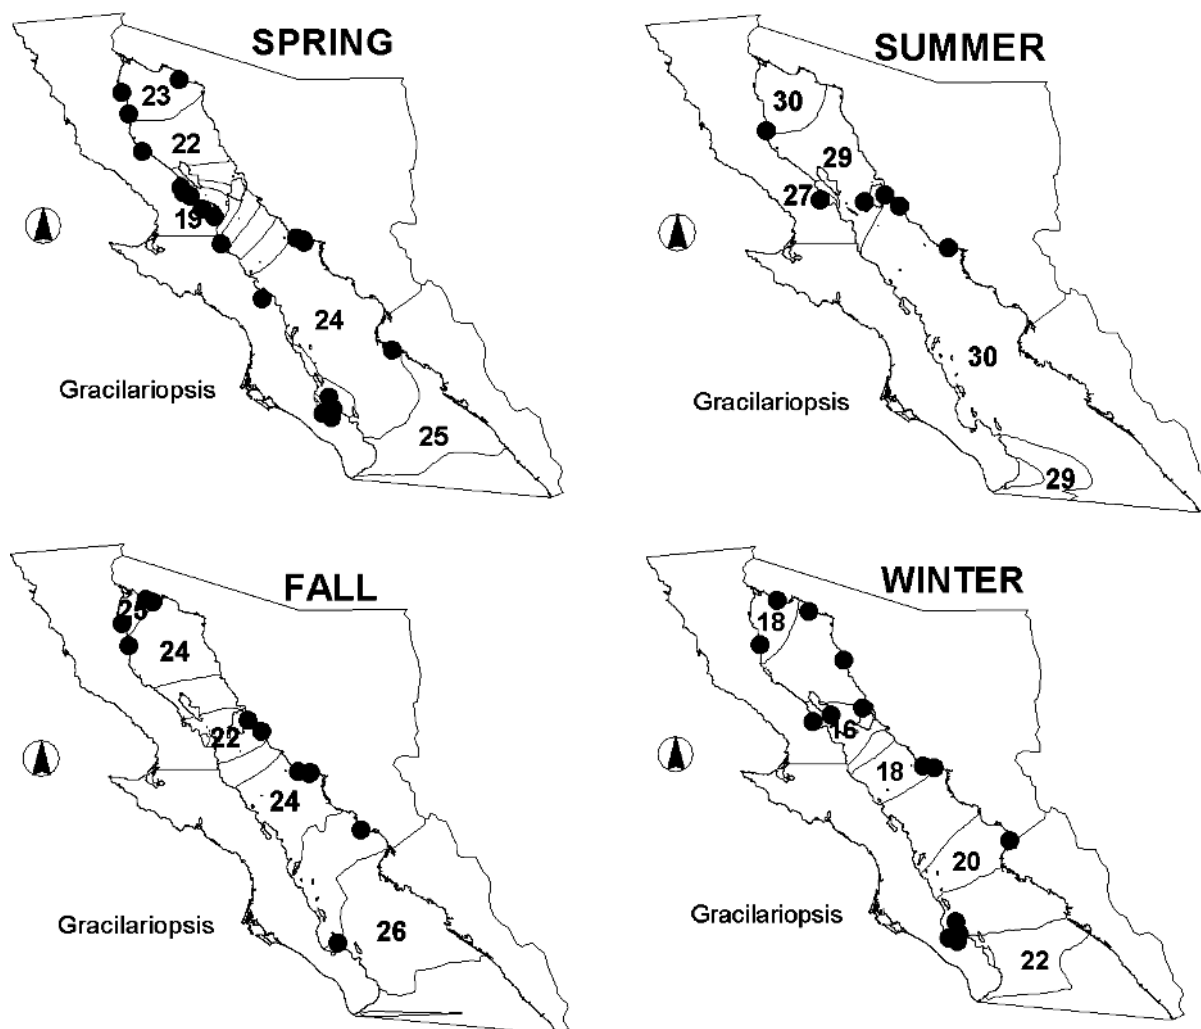 SPRING
23
22
19
24
Gracilariopsis
25
SUMMER
30
29
27
30
Gracilariopsis
29
FALL
25
24
22
24
Gracilariopsis
26
WINTER
18
16
18
20
Gracilariopsis
22